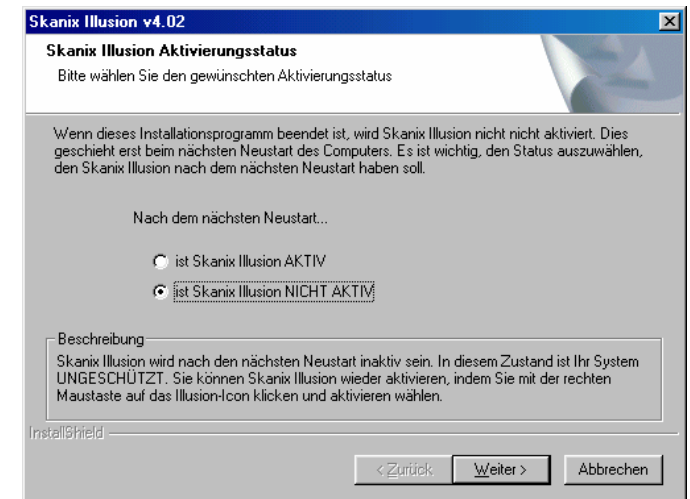 Skanix Illusion v4.02
Skanix Illusion Aktivierungsstatus
Bitte wählen Sie den gewünschten Aktivierungsstatus
Wenn dieses Installationsprogramm beendet ist, wird Skanix Illusion nicht nicht aktiviert. Dies
geschieht erst beim nächsten Neustart des Computers. Es ist wichtig, den Status auszuwählen,
den Skanix Illusion nach dem nächsten Neustart haben soll.
Nach dem nächsten Neustart...
ist Skanix Illusion AKTIV
ist Skanix Illusion NICHT AKTIV
Beschreibung
Skanix Illusion wird nach den nächsten Neustart inaktiv sein. In diesem Zustand ist Ihr System
UNGESCHÜTZT. Sie können Skanix Illusion wieder aktivieren, indem Sie mit der rechten
Maustaste auf das Illusion-Icon klicken und aktivieren wählen.
InstallShield
< Zurück Weiter > Abbrechen